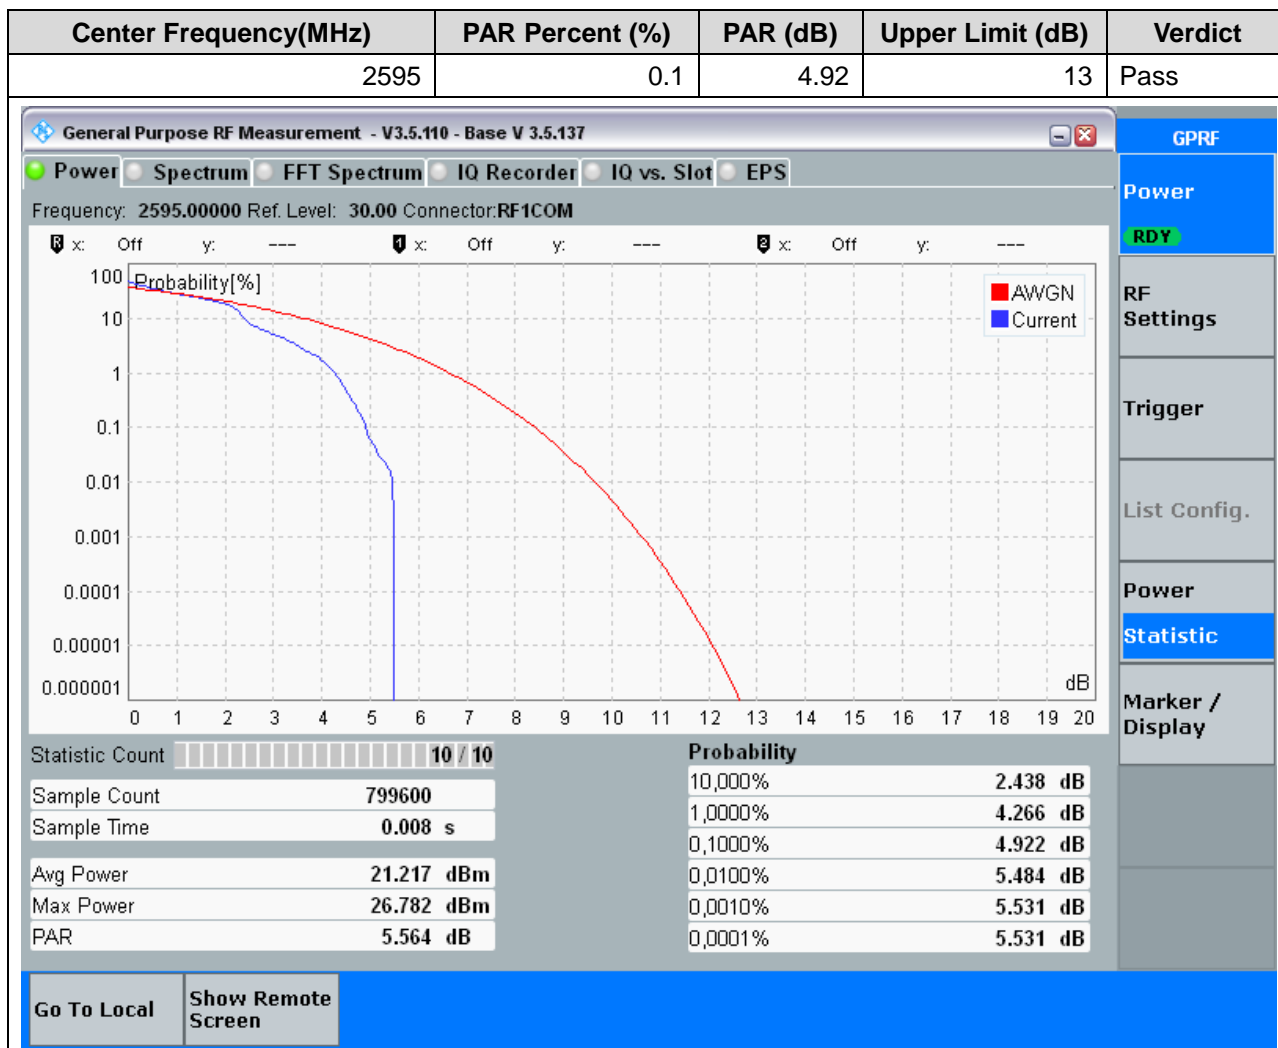 Center Frequency(MHz) PAR Percent (%) PAR (dB) Upper Limit (dB) Verdict
2595 0.1 4.92 13 Pass
General Purpose RF Measurement - V3.5.110 - Base V 3.5.137
GPRF
Power Spectrum FFT Spectrum IQ Recorder IQ vs. Slot EPS
Frequency: 2595.00000 Ref. Level: 30.00 Connector:RF1COM
R x: Off y: --- 1 x: Off y: --- 2 x: Off y: ---
Probability[%]
AWGN
Current
100
10
1
0.1
0.01
0.001
0.0001
0.00001
0.000001
dB
0 1 2 3 4 5 6 7 8 9 10 11 12 13 14 15 16 17 18 19 20
Statistic Count 10 / 10
Sample Count 799600
Sample Time 0.008 s
Avg Power 21.217 dBm
Max Power 26.782 dBm
PAR 5.564 dB
Probability
10,000% 2.438 dB
1,0000% 4.266 dB
0,1000% 4.922 dB
0,0100% 5.484 dB
0,0010% 5.531 dB
0,0001% 5.531 dB
Power
RDY
RF
Settings
Trigger
List Config.
Power
Statistic
Marker /
Display
Go To Local
Show Remote
Screen